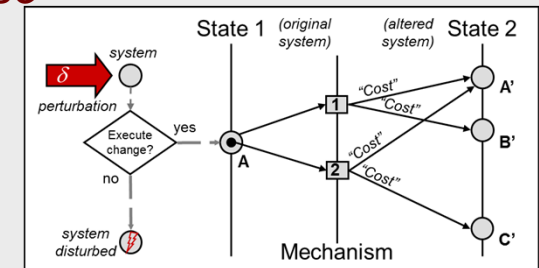 State 1
(original
system)
(altered
system)
State 2
system
δ
perturbation
Execute
change?
yes
no
system
disturbed
A
1
2
"Cost"
"Cost"
"Cost"
"Cost"
A'
B'
C'
Mechanism